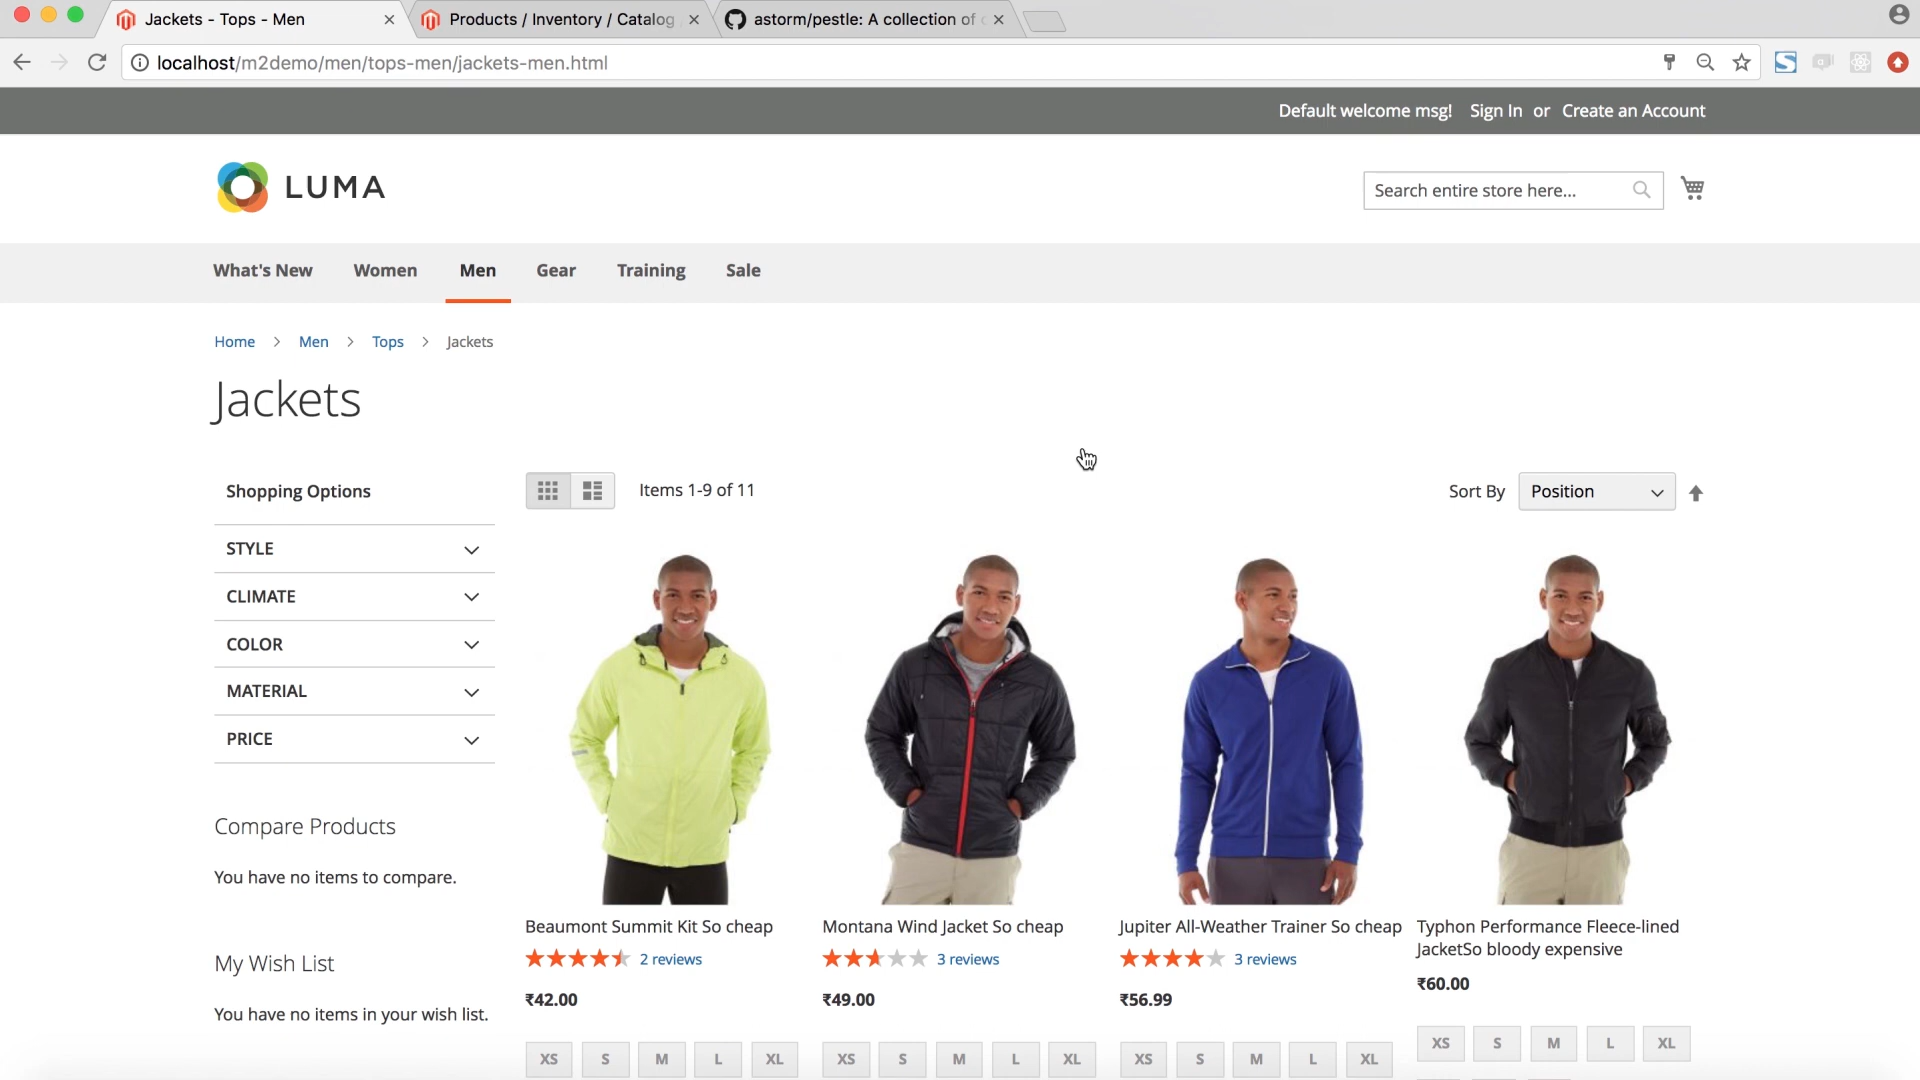 Jackets - Tops - Men
Products / Inventory / Catalog
astorm/pestle: A collection of
localhost/m2demo/men/tops-men/jackets-men.html
Default welcome msg! Sign In or Create an Account
LUMA
Search entire store here...
What's New Women Men Gear Training Sale
Home > Men > Tops > Jackets
Jackets
Shopping Options
Items 1-9 of 11
Sort By Position
STYLE
CLIMATE
COLOR
MATERIAL
PRICE
Compare Products
You have no items to compare.
My Wish List
You have no items in your wish list.
Beaumont Summit Kit So cheap
2 reviews
₹42.00
XS S M L XL
Montana Wind Jacket So cheap
3 reviews
₹49.00
XS S M L XL
Jupiter All-Weather Trainer So cheap
3 reviews
₹56.99
XS S M L XL
Typhon Performance Fleece-lined
JacketSo bloody expensive
₹60.00
XS S M L XL